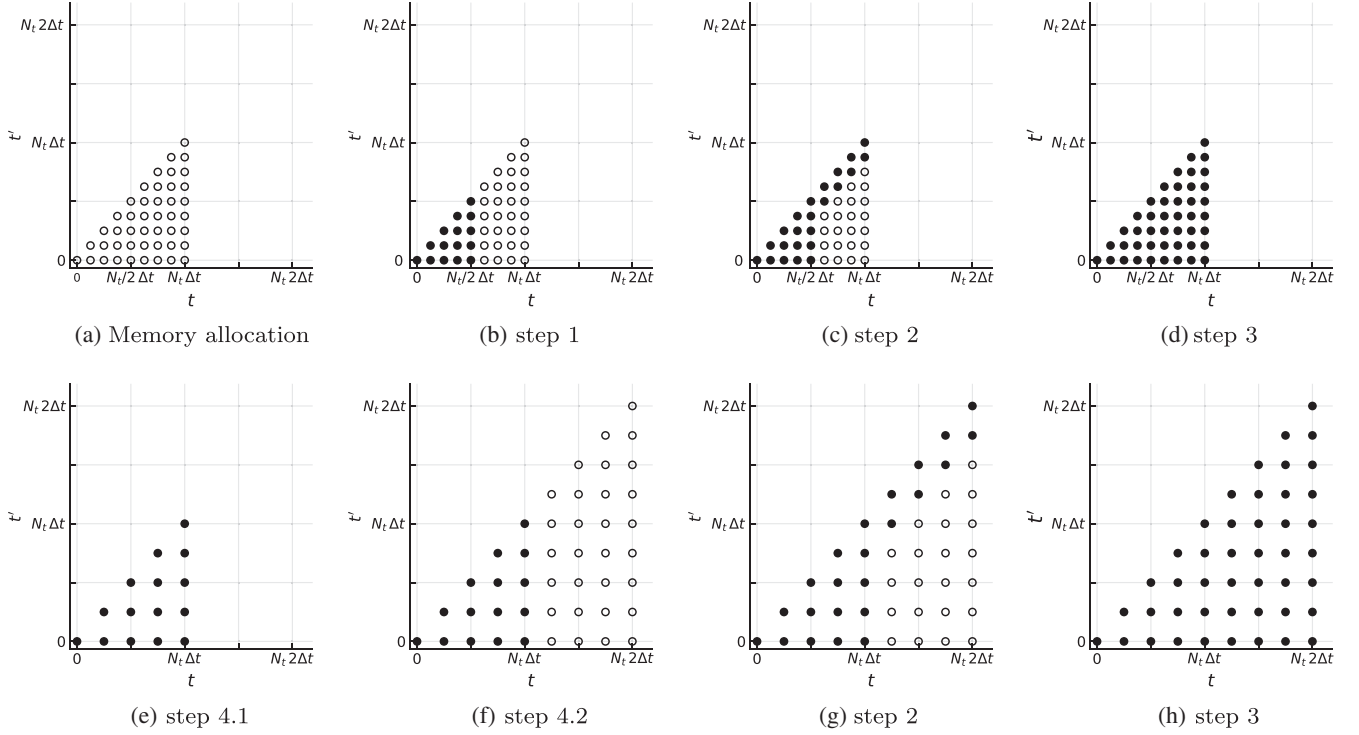 N_t 2Δt
N_t Δt
0
t′
0 N_t/2 Δt N_t Δt N_t 2Δt
t
(a) Memory allocation
N_t 2Δt
N_t Δt
0
t′
0 N_t/2 Δt N_t Δt N_t 2Δt
t
(b) step 1
N_t 2Δt
N_t Δt
0
t′
0 N_t/2 Δt N_t Δt N_t 2Δt
t
(c) step 2
N_t 2Δt
N_t Δt
0
t′
0 N_t/2 Δt N_t Δt N_t 2Δt
t
(d) step 3
N_t 2Δt
N_t Δt
0
t′
0 N_t Δt N_t 2Δt
t
(e) step 4.1
N_t 2Δt
N_t Δt
0
t′
0 N_t Δt N_t 2Δt
t
(f) step 4.2
N_t 2Δt
N_t Δt
0
t′
0 N_t Δt N_t 2Δt
t
(g) step 2
N_t 2Δt
N_t Δt
0
t′
0 N_t Δt N_t 2Δt
t
(h) step 3